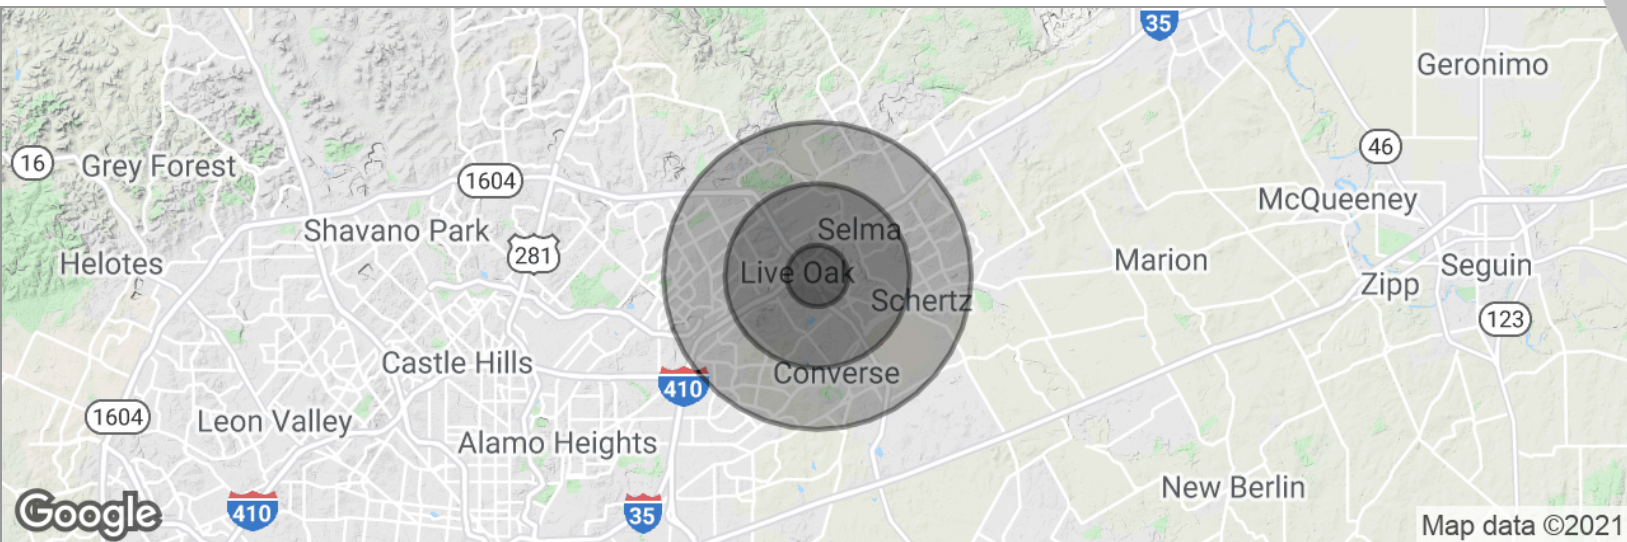 35
Geronimo
46
16
Grey Forest
1604
McQueeney
Selma
Shavano Park
281
Helotes
Live Oak
Marion
Seguin
Zipp
Schertz
123
Castle Hills
Converse
410
1604
Leon Valley
Alamo Heights
New Berlin
Google
410
35
Map data ©2021